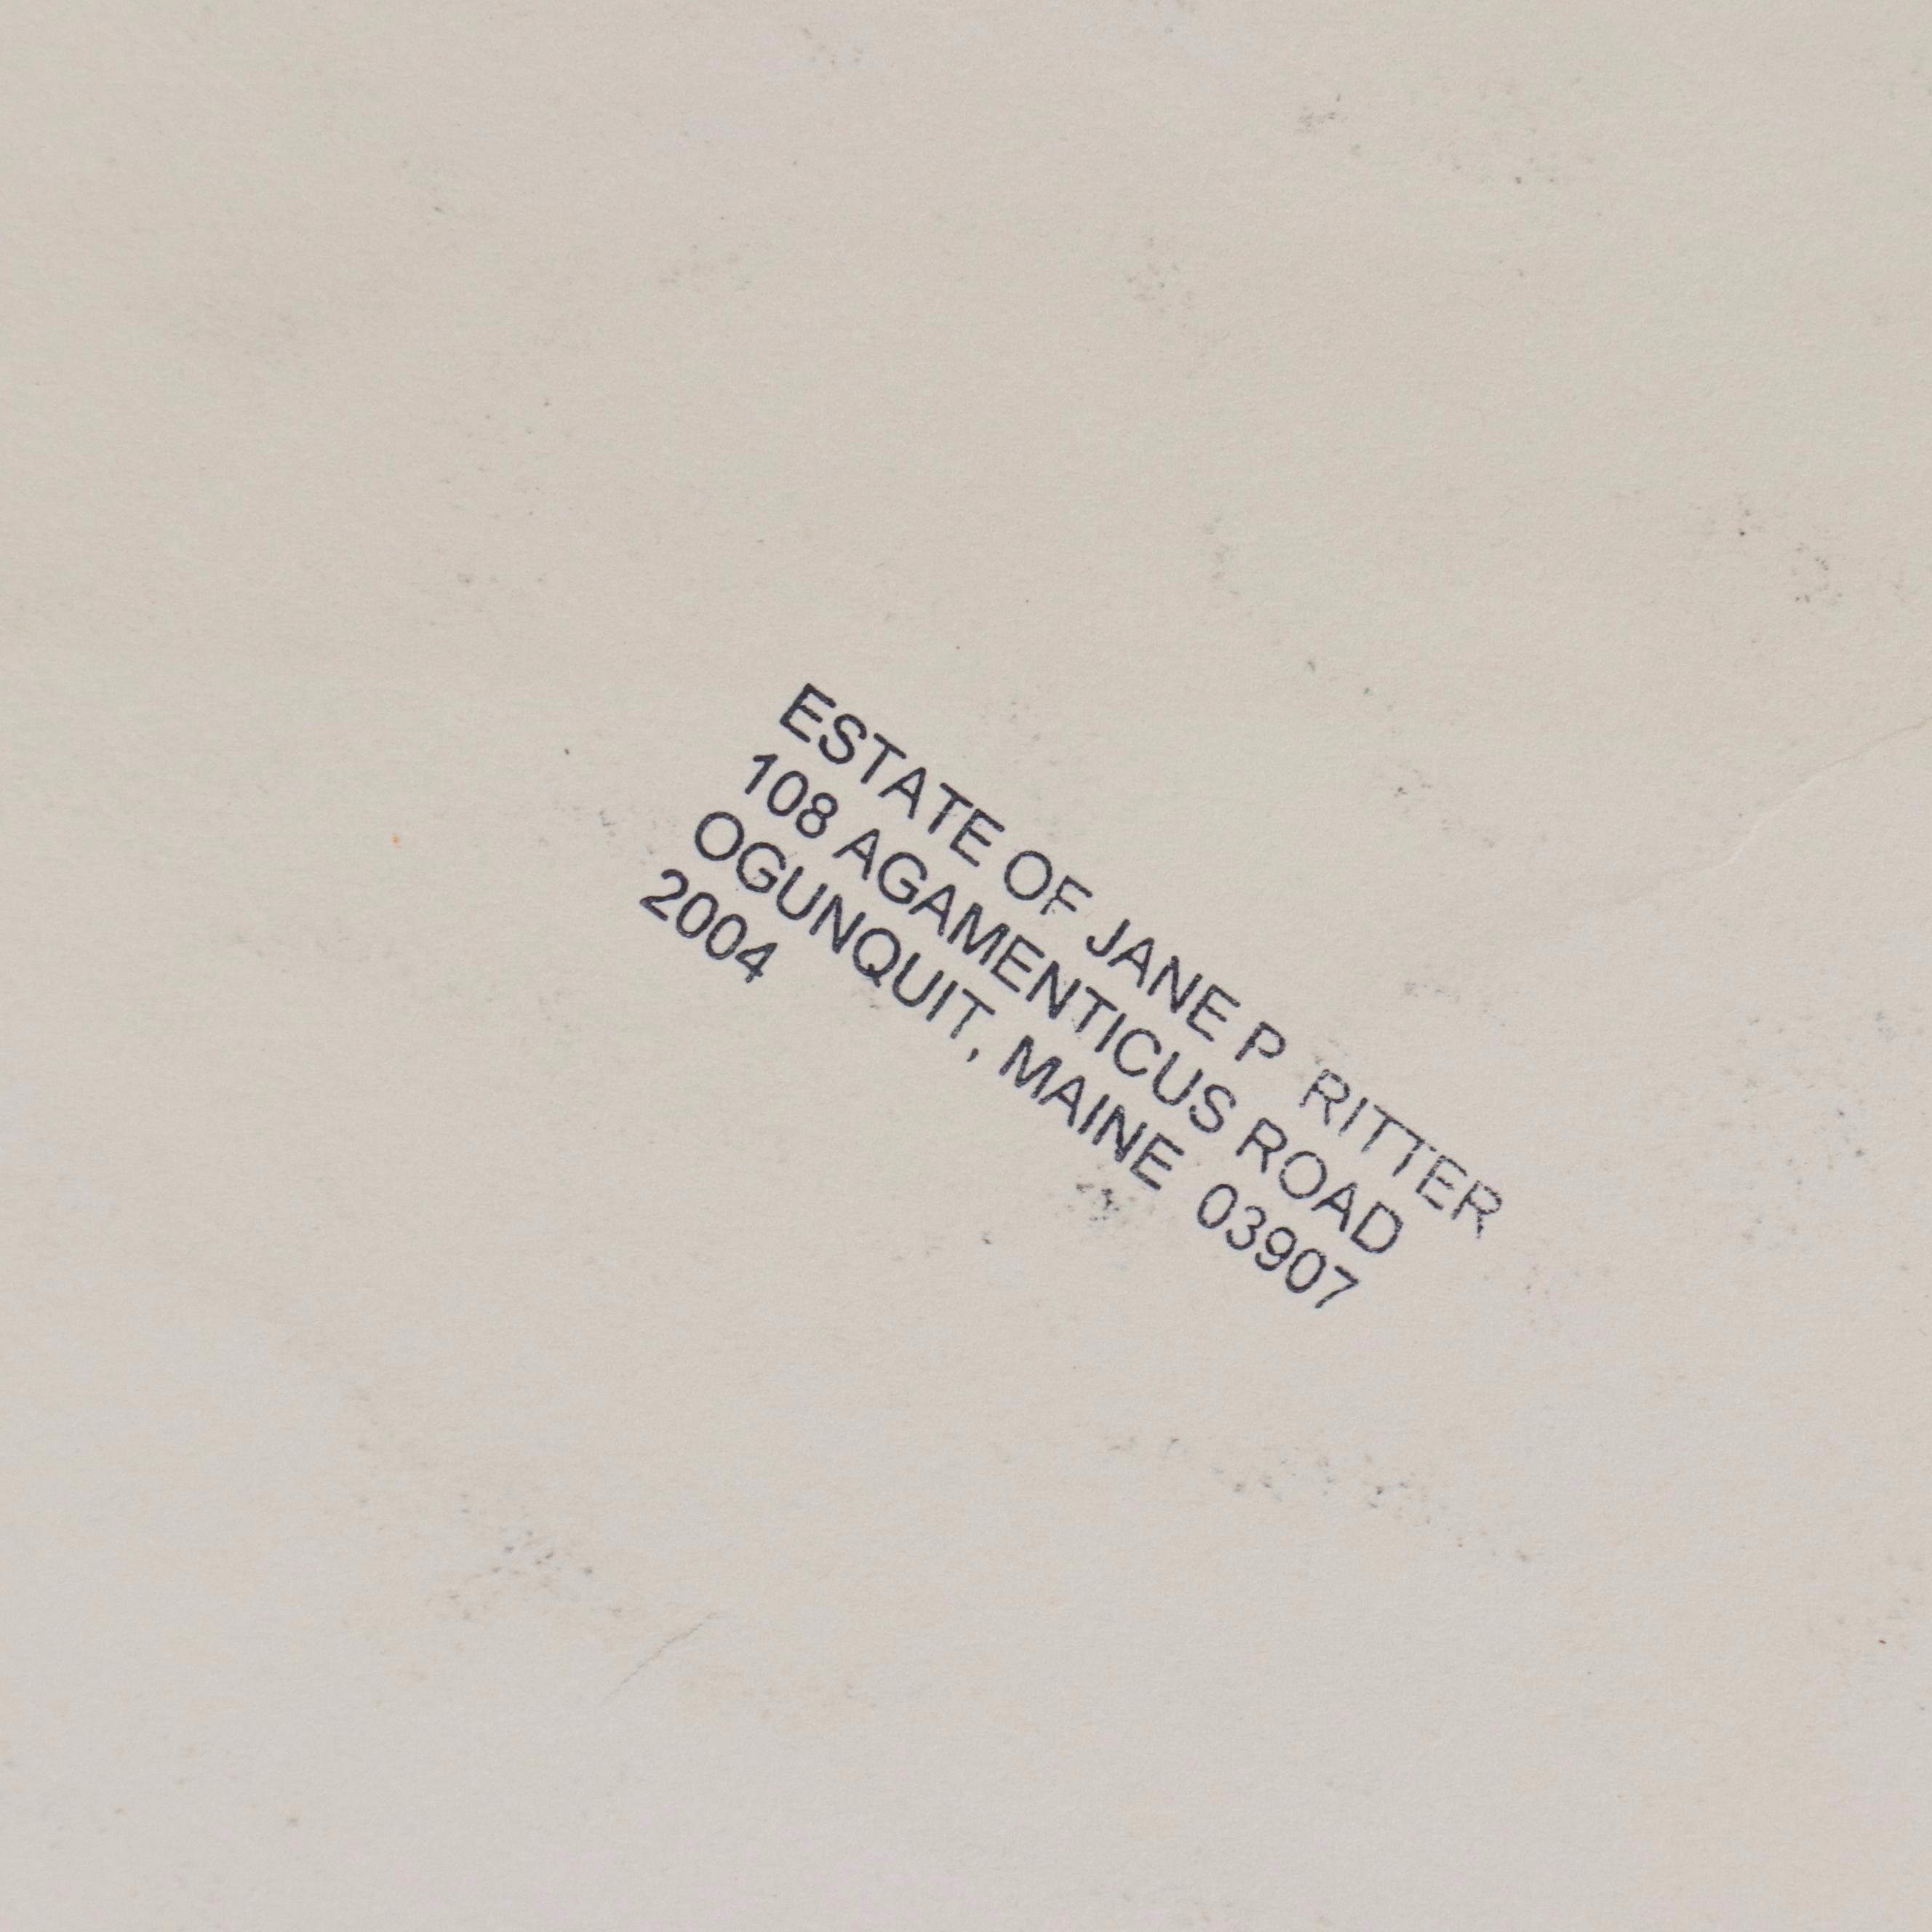 ESTATE OF JANE P RITTER
108 AGAMENTICUS ROAD
OGUNQUIT, MAINE 03907
2004